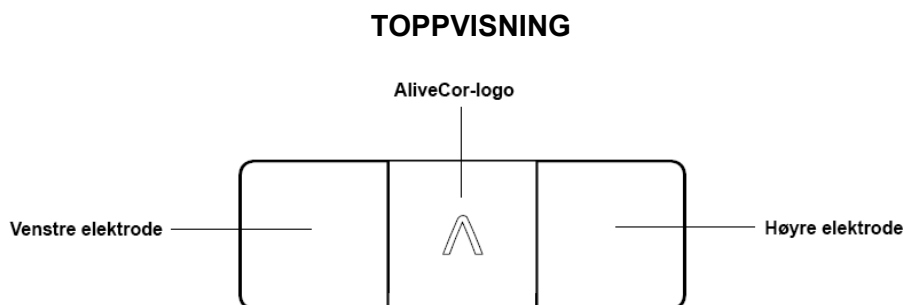 TOPPVISNING
AliveCor-logo
Venstre elektrode
Høyre elektrode